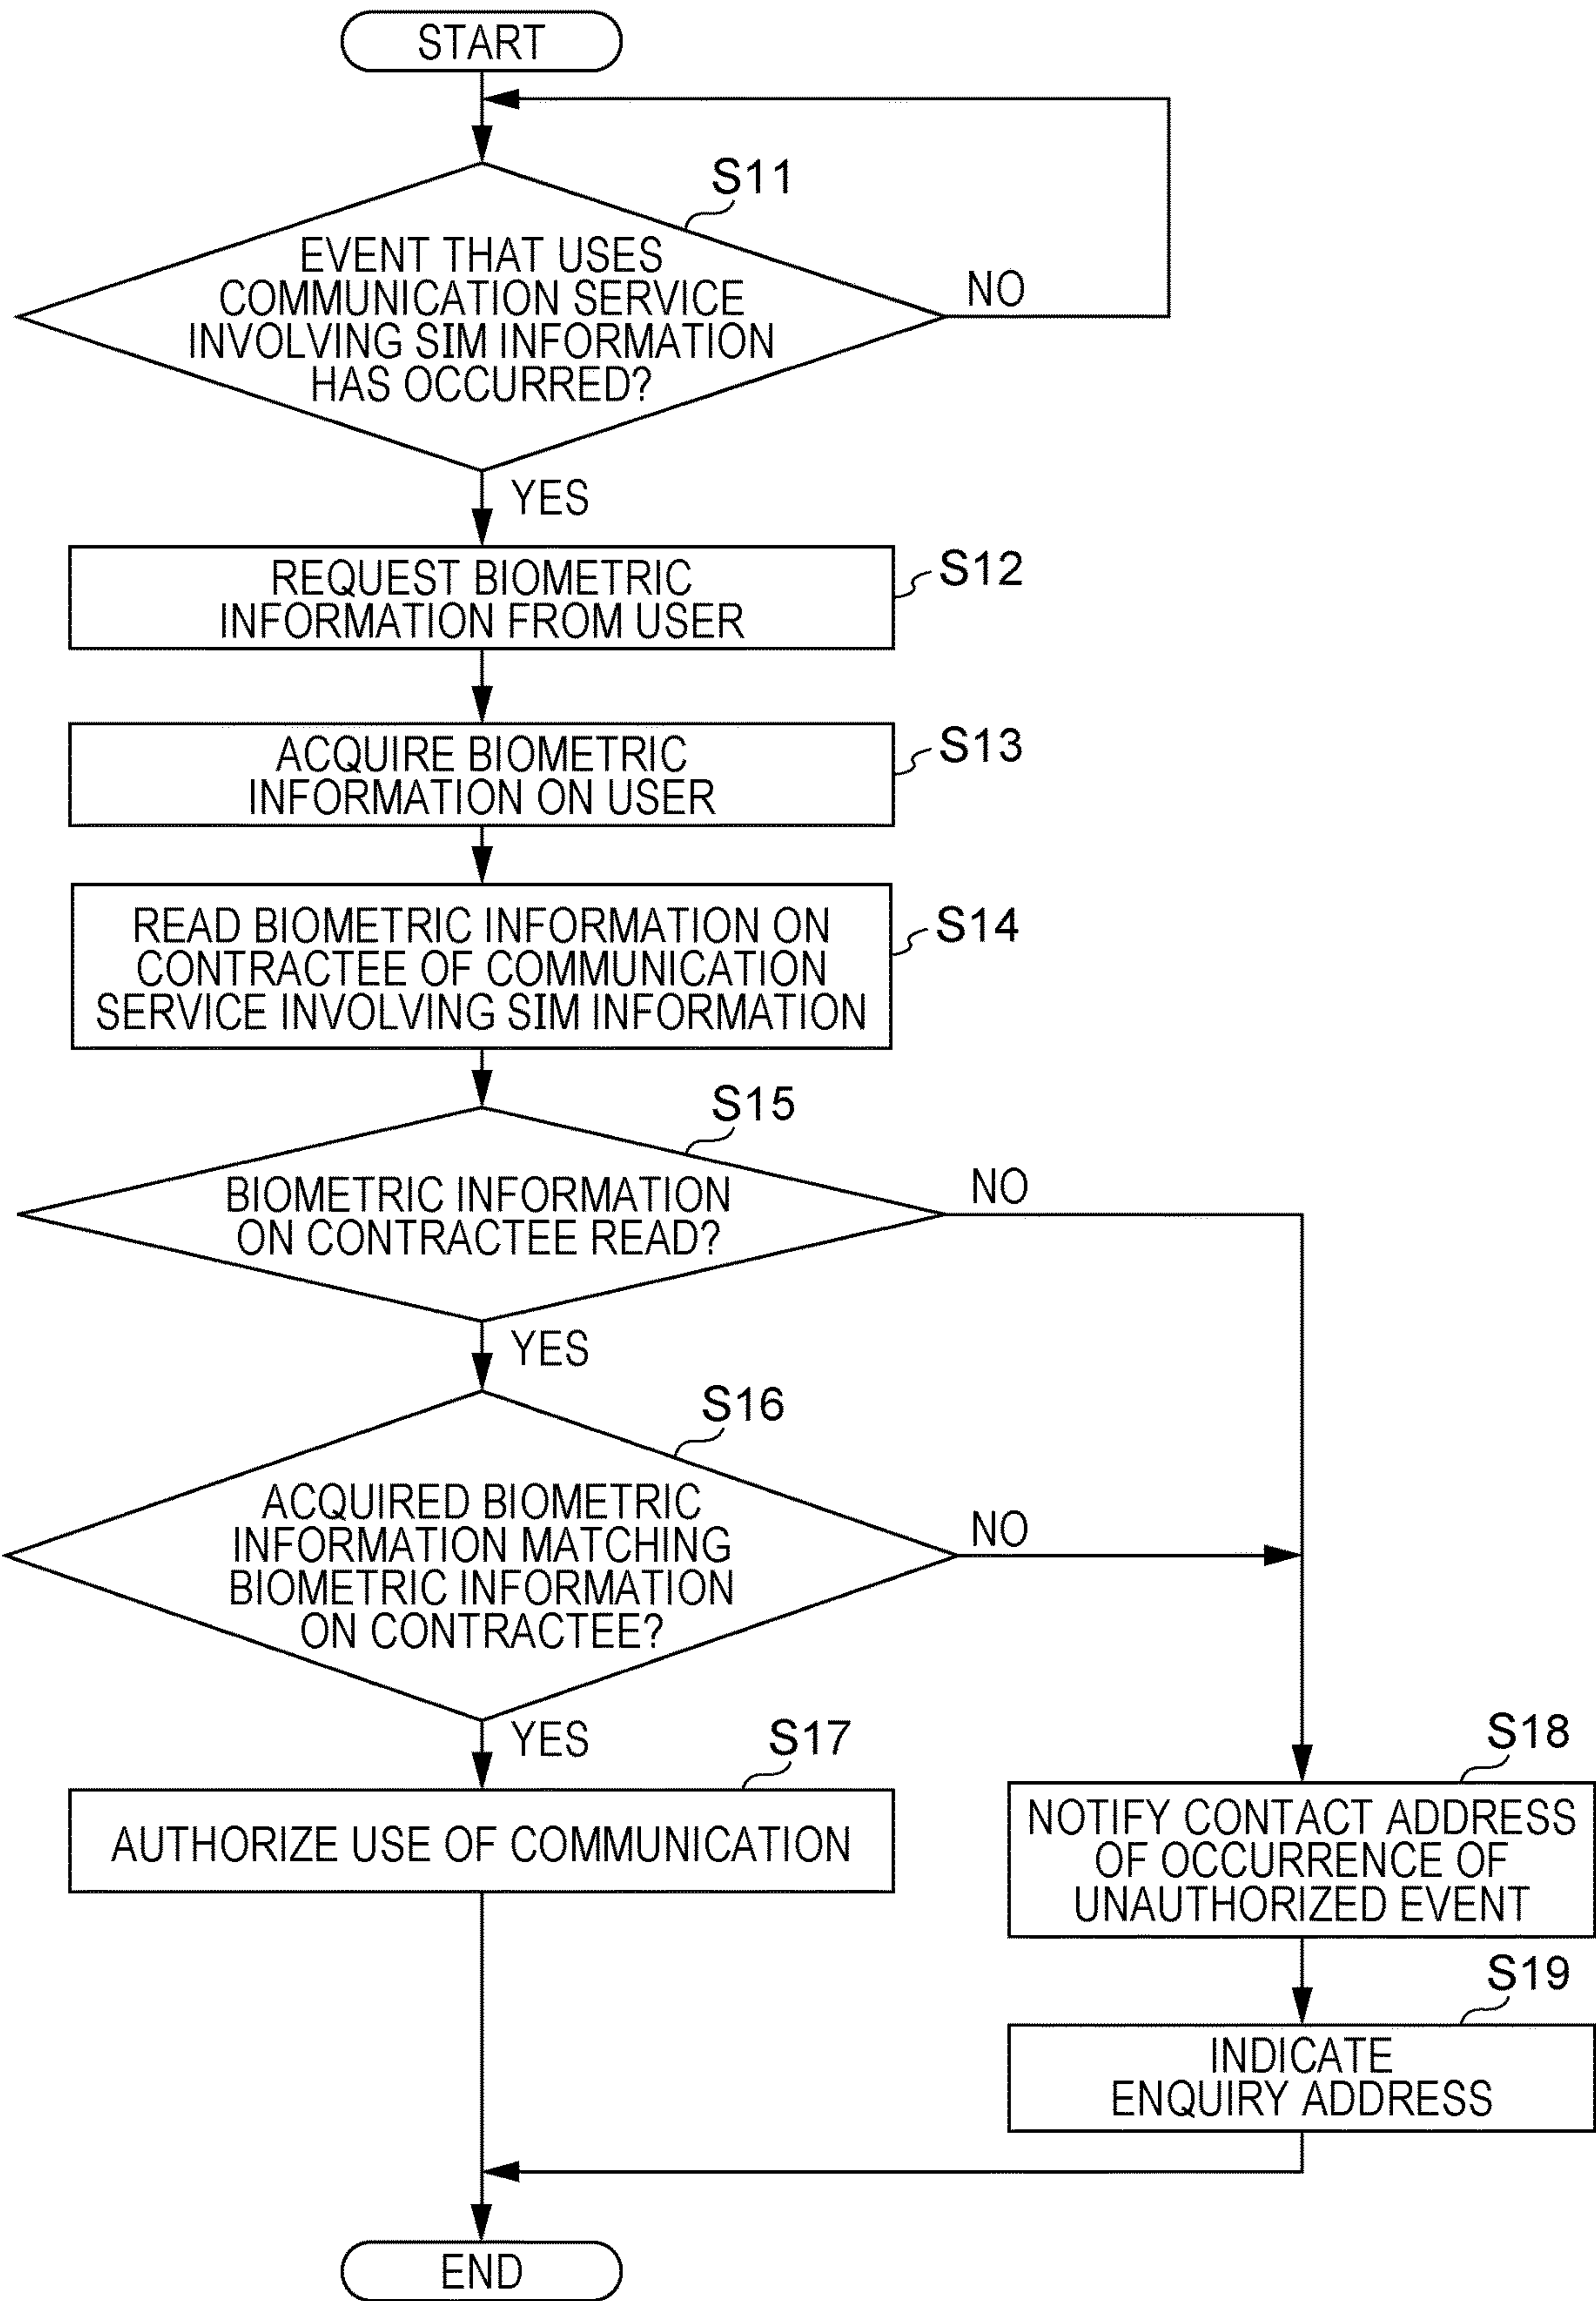 START
S11
EVENT THAT USES
COMMUNICATION SERVICE
INVOLVING SIM INFORMATION
HAS OCCURRED?
NO
YES
REQUEST BIOMETRIC
INFORMATION FROM USER
S12
ACQUIRE BIOMETRIC
INFORMATION ON USER
S13
READ BIOMETRIC INFORMATION ON
CONTRACTEE OF COMMUNICATION
SERVICE INVOLVING SIM INFORMATION
S14
S15
BIOMETRIC INFORMATION
ON CONTRACTEE READ?
NO
YES
S16
ACQUIRED BIOMETRIC
INFORMATION MATCHING
BIOMETRIC INFORMATION
ON CONTRACTEE?
NO
YES
S17
AUTHORIZE USE OF COMMUNICATION
S18
NOTIFY CONTACT ADDRESS
OF OCCURRENCE OF
UNAUTHORIZED EVENT
S19
INDICATE
ENQUIRY ADDRESS
END